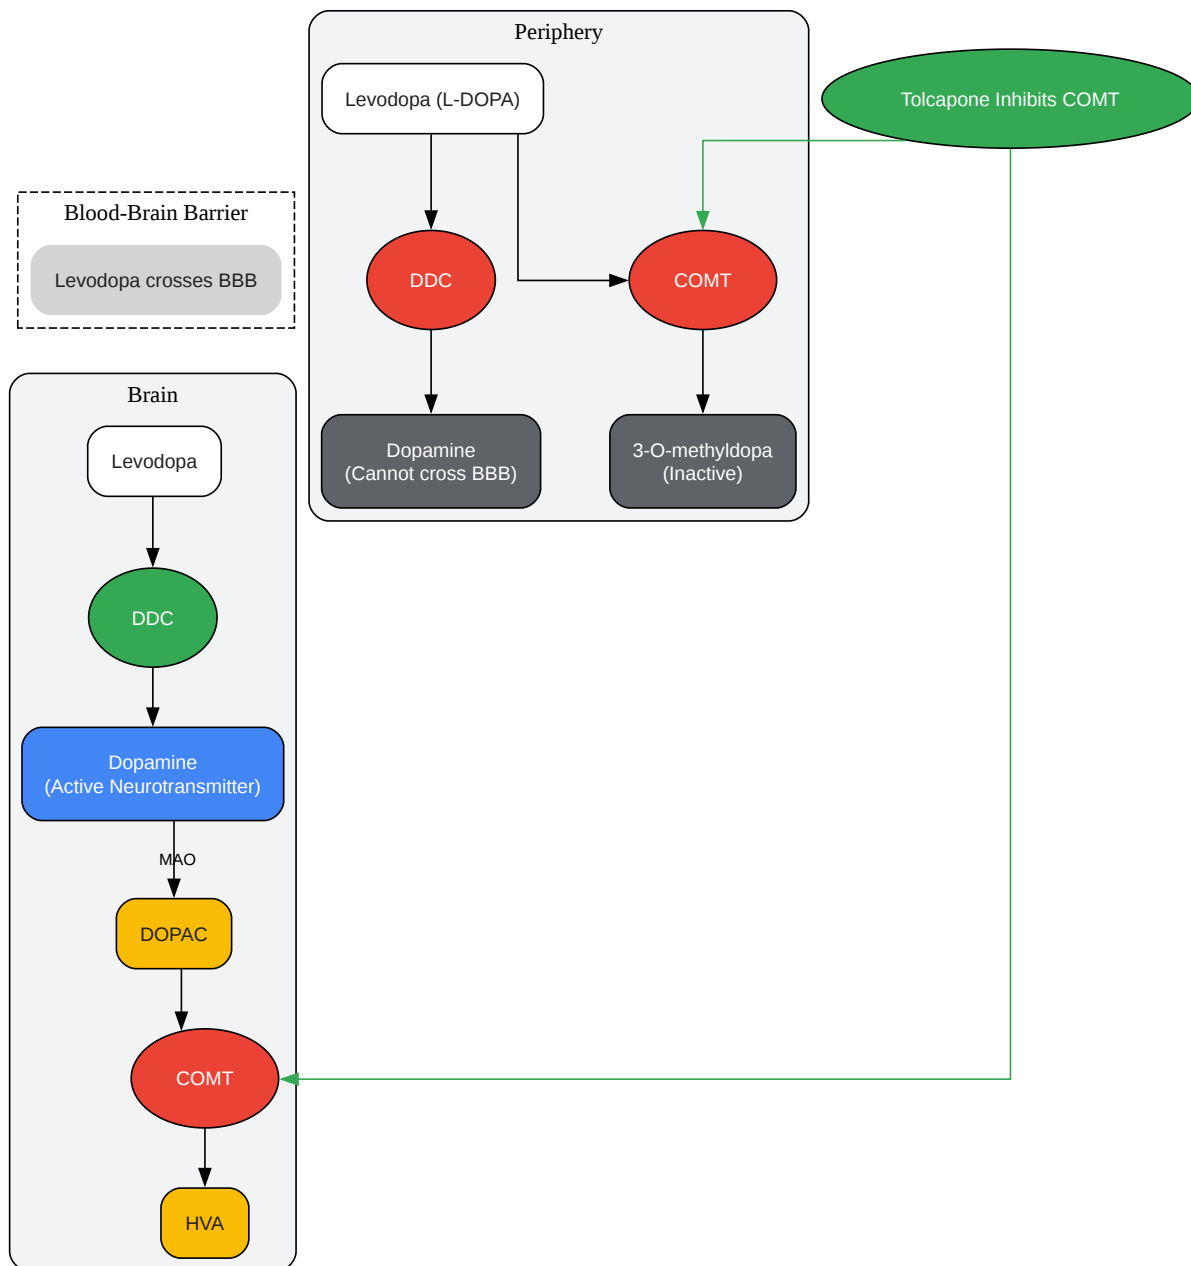 Periphery
Levodopa (L-DOPA)
Tolcapone Inhibits COMT
Blood-Brain Barrier
Levodopa crosses BBB
DDC
COMT
Dopamine
(Cannot cross BBB)
3-O-methyldopa
(Inactive)
Brain
Levodopa
DDC
Dopamine
(Active Neurotransmitter)
MAO
DOPAC
COMT
HVA